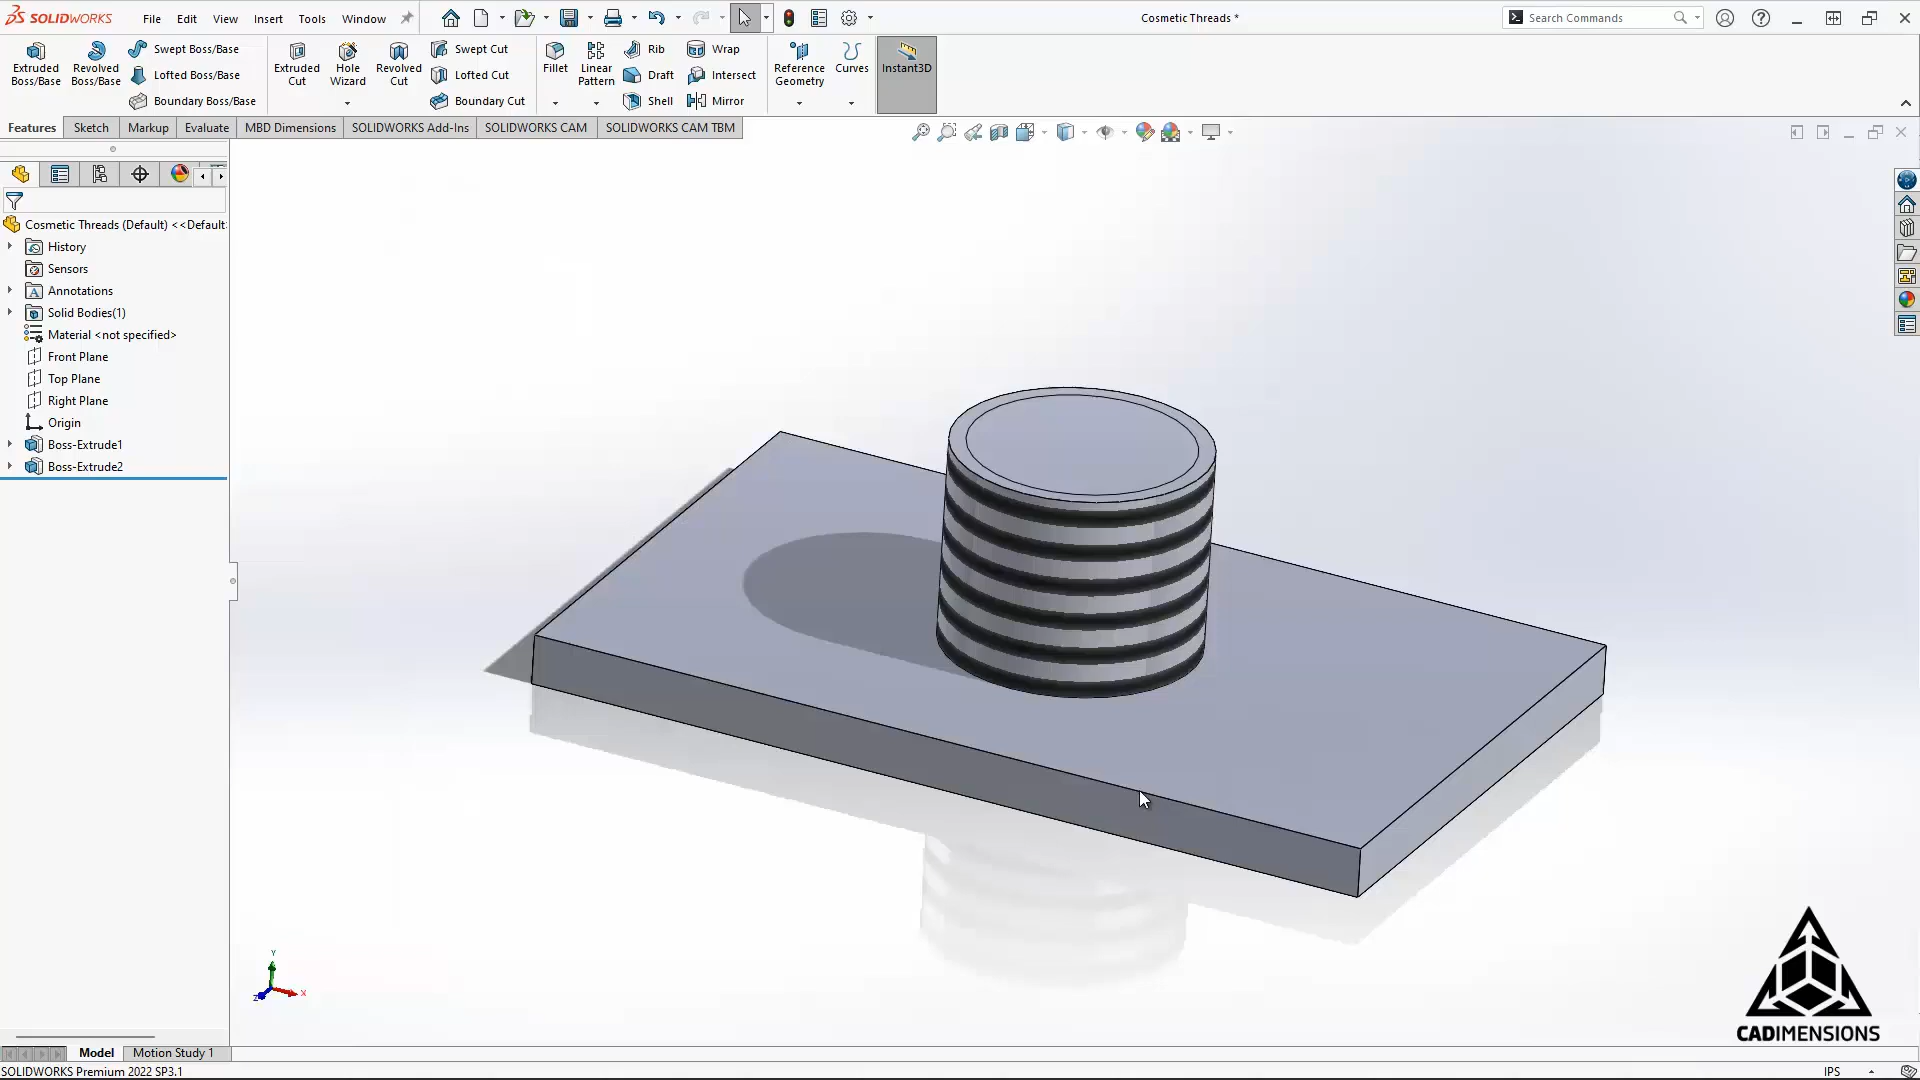 SOLIDWORKS File Edit View Insert Tools Window Cosmetic Threads * Search Commands
Extruded Boss/Base
Revolved Boss/Base
Swept Boss/Base
Lofted Boss/Base
Boundary Boss/Base
Extruded Cut
Hole Wizard
Revolved Cut
Swept Cut
Lofted Cut
Boundary Cut
Fillet
Linear Pattern
Rib
Draft
Shell
Wrap
Intersect
Mirror
Reference Geometry
Curves
Instant3D
Features Sketch Markup Evaluate MBD Dimensions SOLIDWORKS Add-Ins SOLIDWORKS CAM SOLIDWORKS CAM TBM
Cosmetic Threads (Default) <<Default
History
Sensors
Annotations
Solid Bodies(1)
Material <not specified>
Front Plane
Top Plane
Right Plane
Origin
Boss-Extrude1
Boss-Extrude2
Y
X
Z
CADIMENSIONS
Model Motion Study 1
SOLIDWORKS Premium 2022 SP3.1 IPS